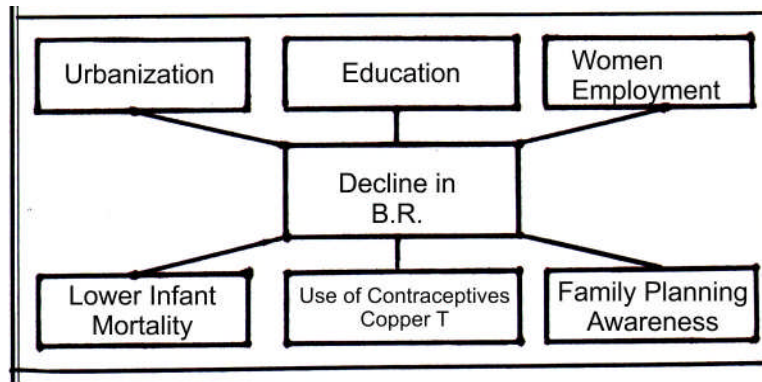 Urbanization
Education
Women
Employment
Decline in
B.R.
Lower Infant
Mortality
Use of Contraceptives
Copper T
Family Planning
Awareness